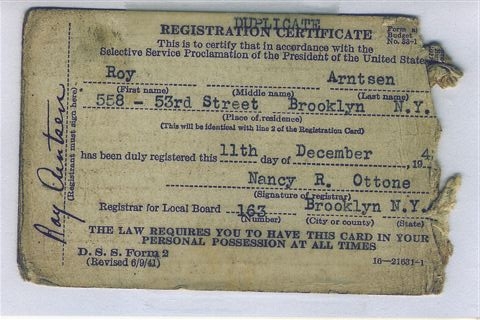 DUPLICATE
REGISTRATION CERTIFICATE
Form
Budget
No. 33-1
This is to certify that in accordance with the
Selective Service Proclamation of the President of the United State
Roy Arntsen
(First name) (Middle name) (Last name)
558 - 53rd Street Brooklyn N.Y.
(Place of residence)
(This will be identical with line 2 of the Registration Card)
has been duly registered this 11th day of December, 194
Nancy R. Ottone
(Signature of registrar)
Registrar for Local Board 163 Brooklyn N.Y.
(Number) (City or county) (State)
THE LAW REQUIRES YOU TO HAVE THIS CARD IN YOUR
PERSONAL POSSESSION AT ALL TIMES
D. S. S. Form 2
(Revised 6/9/41) 16—21631-1
Roy Arntsen
(Registrant must sign here)